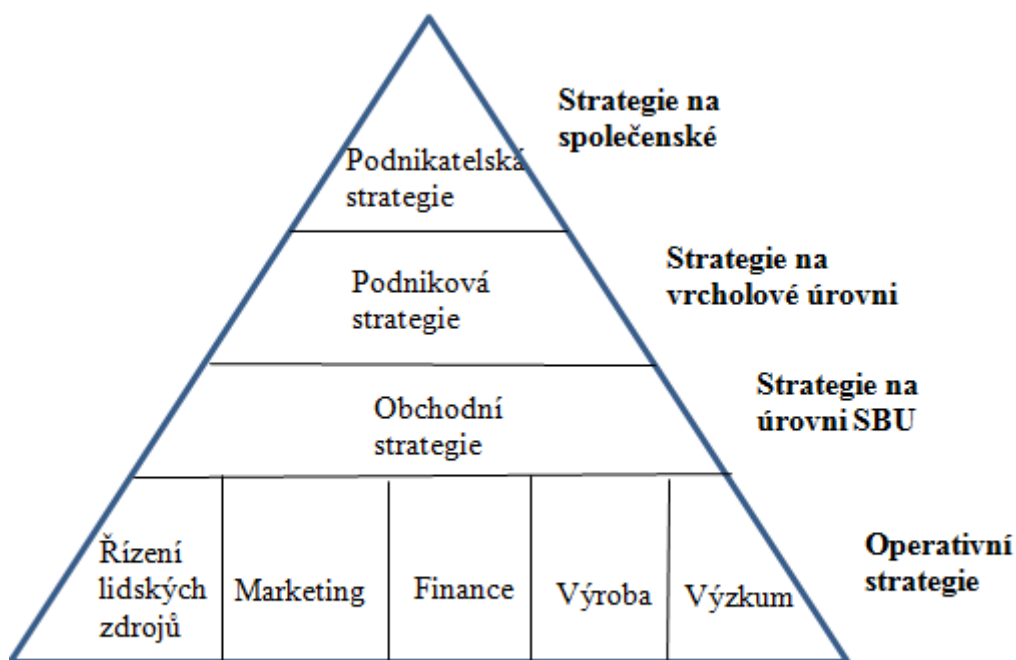 Strategie na
společenské
Podnikatelská
strategie
Strategie na
vrcholové úrovni
Podniková
strategie
Strategie na
úrovni SBU
Obchodní
strategie
Operativní
strategie
Řízení
lidských
zdrojů
Marketing
Finance
Výroba
Výzkum